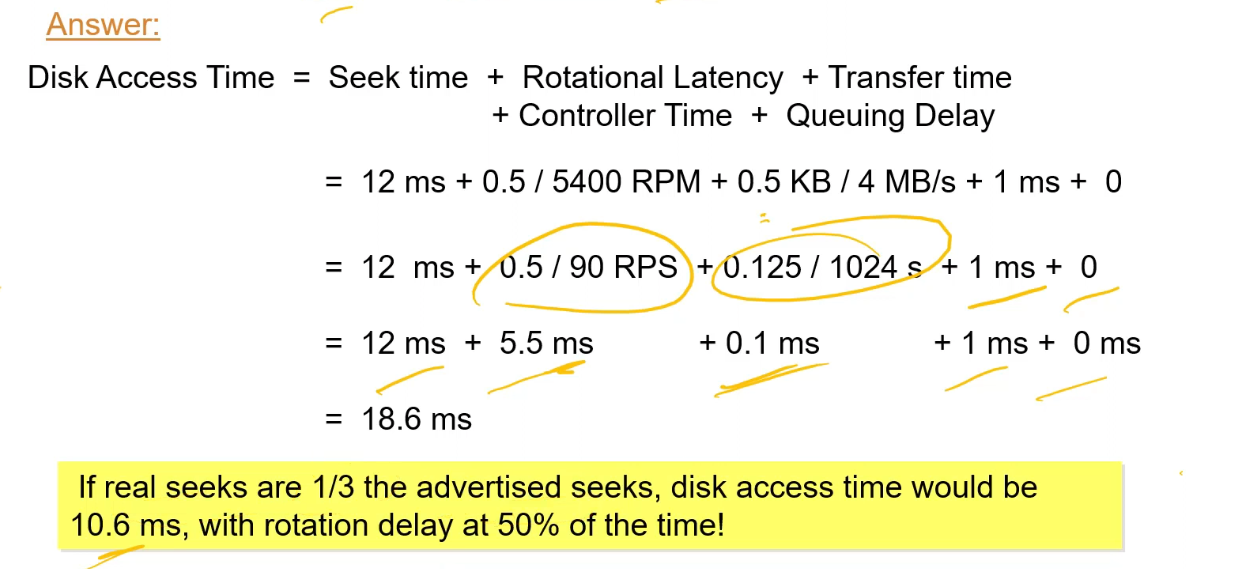 Answer:
Disk Access Time = Seek time + Rotational Latency + Transfer time
+ Controller Time + Queuing Delay
= 12 ms + 0.5 / 5400 RPM + 0.5 KB / 4 MB/s + 1 ms + 0
= 12 ms + 0.5 / 90 RPS + 0.125 / 1024 s + 1 ms + 0
= 12 ms + 5.5 ms + 0.1 ms + 1 ms + 0 ms
= 18.6 ms
If real seeks are 1/3 the advertised seeks, disk access time would be
10.6 ms, with rotation delay at 50% of the time!